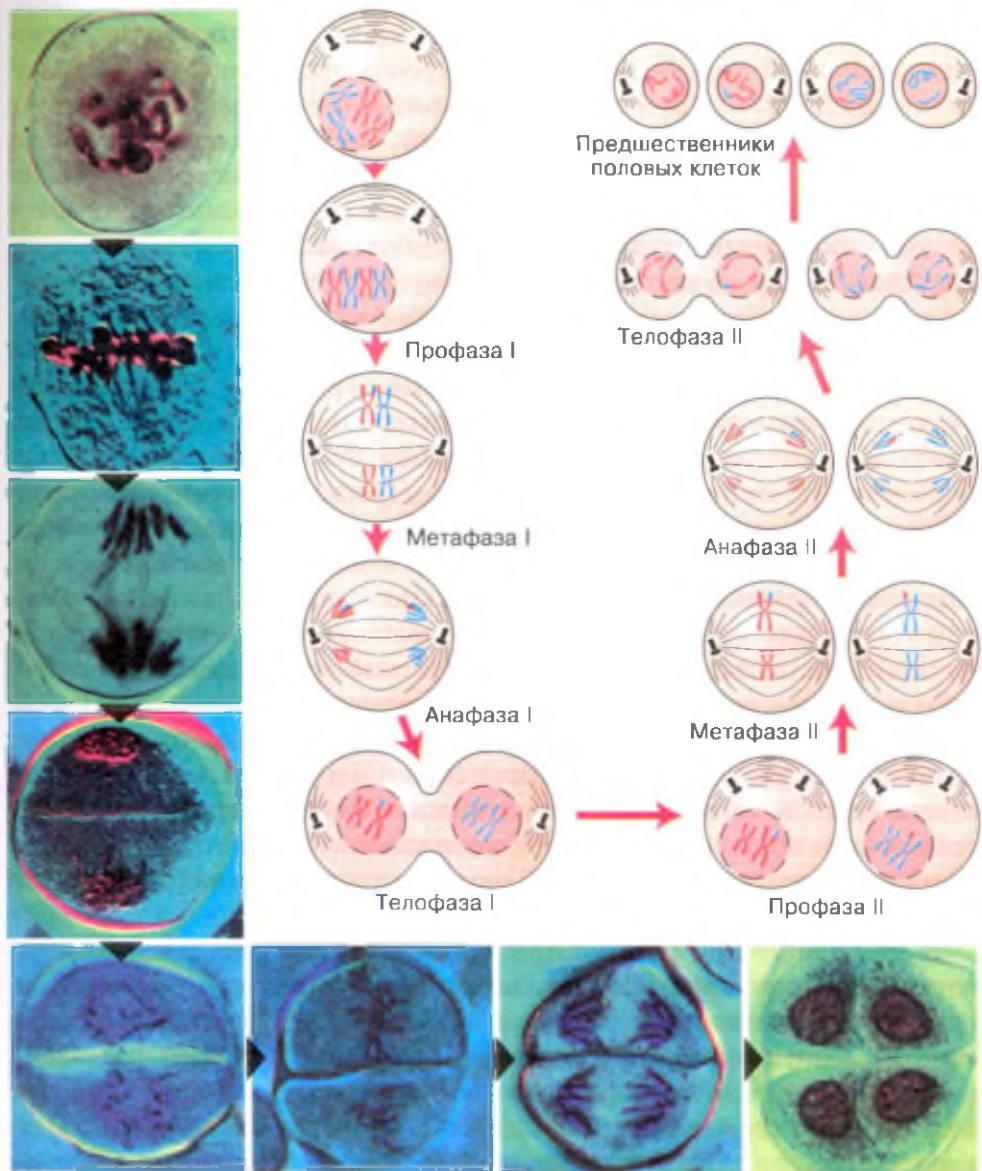 Профаза I
Метафаза I
Анафаза I
Телофаза I
Профаза II
Метафаза II
Анафаза II
Телофаза II
Предшественники
половых клеток